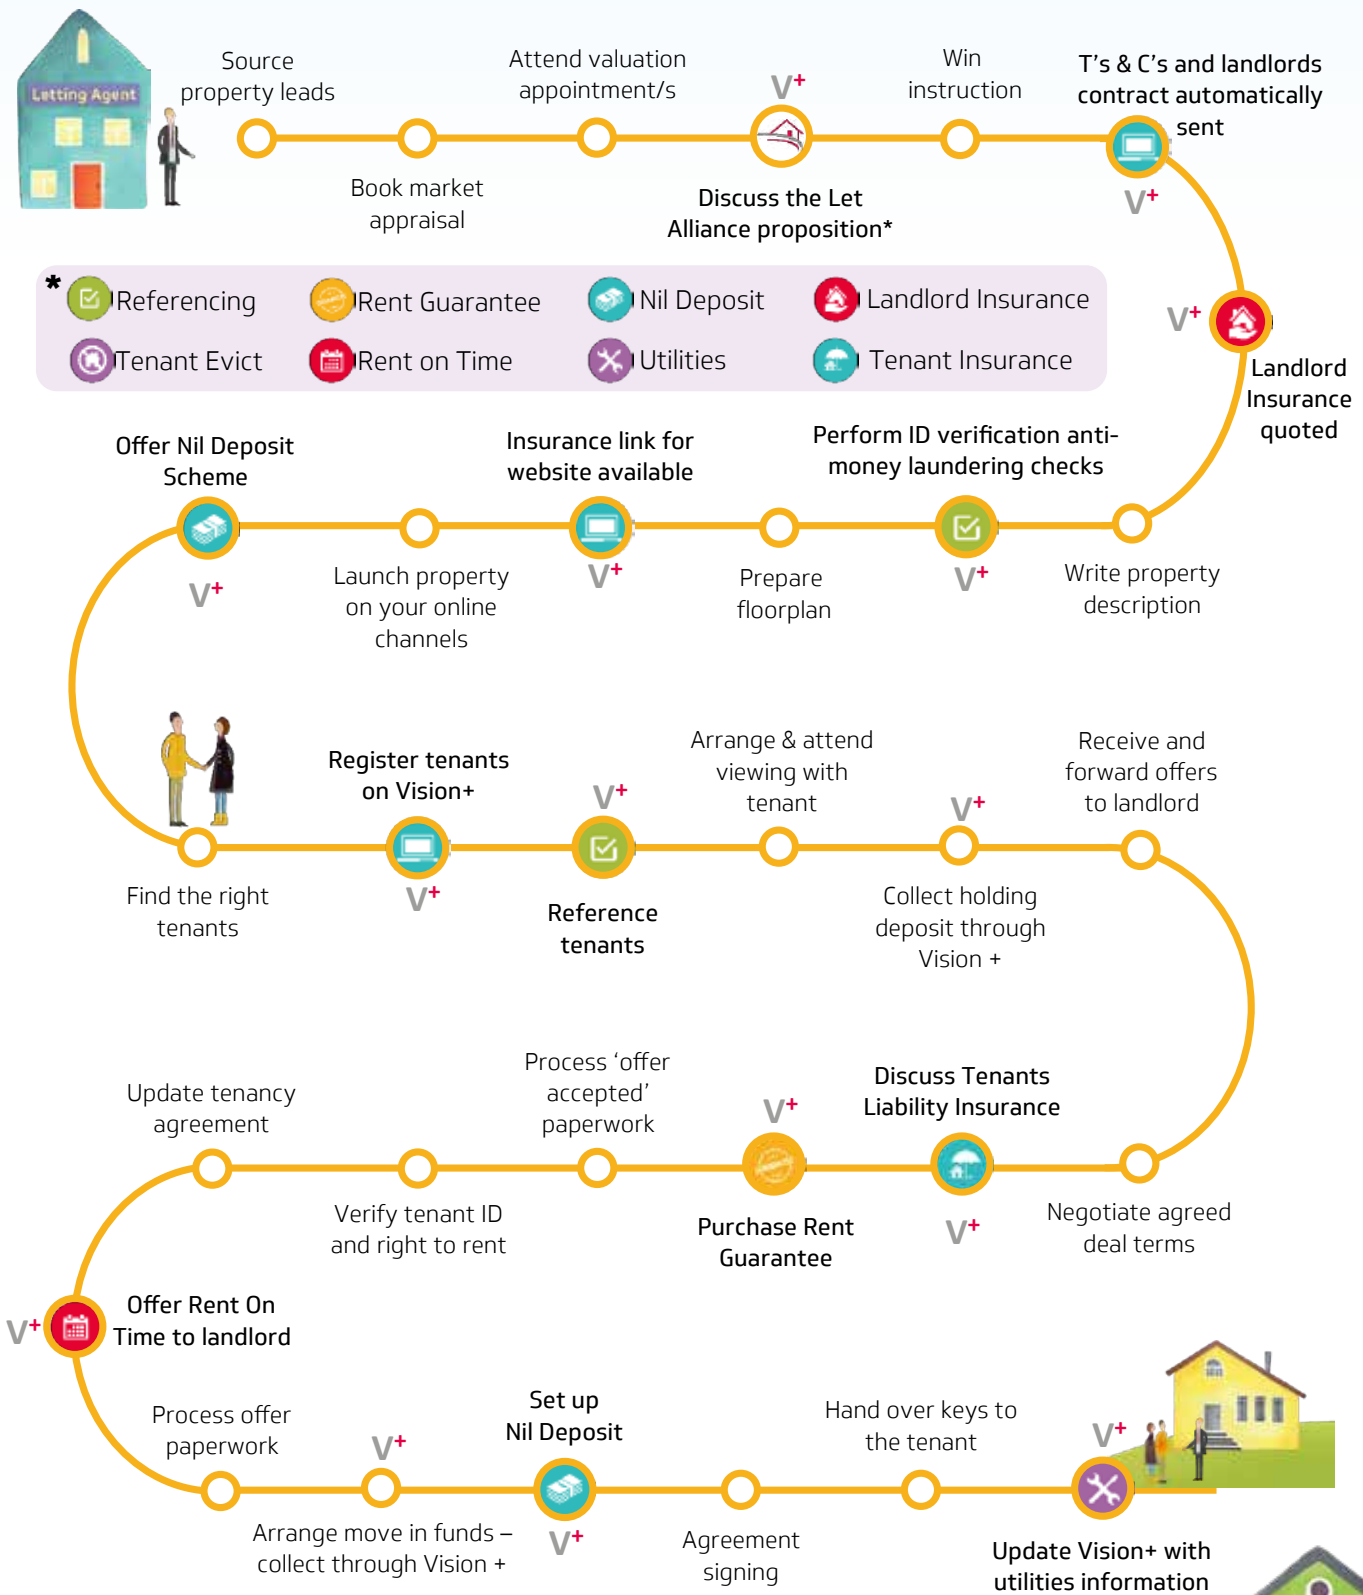 Letting Agent
Source
property leads
Book market
appraisal
Attend valuation
appointment/s
V+
Discuss the Let
Alliance proposition*
Win
instruction
T's & C's and landlords
contract automatically
sent
V+
*
Referencing
Rent Guarantee
Nil Deposit
Landlord Insurance
Tenant Evict
Rent on Time
Utilities
Tenant Insurance
V+
Landlord
Insurance
quoted
Write property
description
Perform ID verification anti-
money laundering checks
V+
Prepare
floorplan
Insurance link for
website available
V+
Launch property
on your online
channels
Offer Nil Deposit
Scheme
V+
Find the right
tenants
Register tenants
on Vision+
V+
V+
Reference
tenants
Arrange & attend
viewing with
tenant
V+
Collect holding
deposit through
Vision +
Receive and
forward offers
to landlord
Negotiate agreed
deal terms
Discuss Tenants
Liability Insurance
V+
V+
Purchase Rent
Guarantee
Process ‘offer
accepted’
paperwork
Verify tenant ID
and right to rent
Update tenancy
agreement
V+
Offer Rent On
Time to landlord
Process offer
paperwork
V+
Arrange move in funds –
collect through Vision +
Set up
Nil Deposit
V+
Agreement
signing
Hand over keys to
the tenant
V+
Update Vision+ with
utilities information